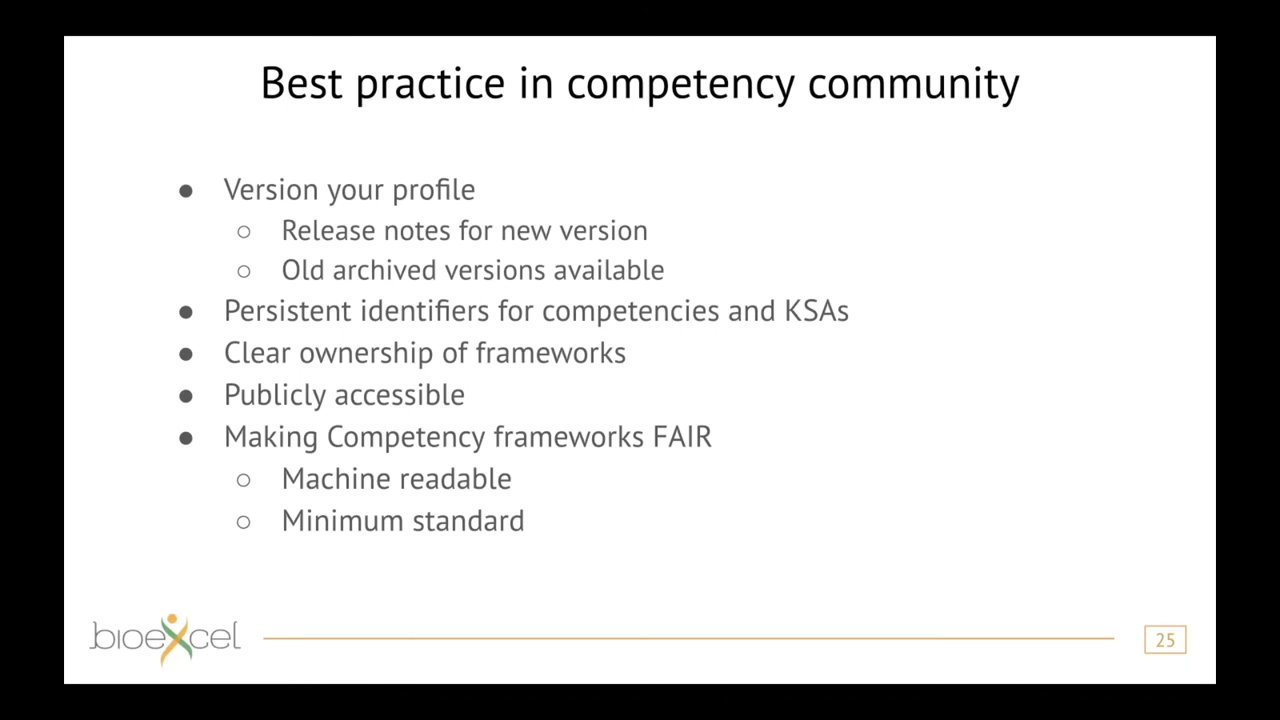 Best practice in competency community
● Version your profile
○ Release notes for new version
○ Old archived versions available
● Persistent identifiers for competencies and KSAs
● Clear ownership of frameworks
● Publicly accessible
● Making Competency frameworks FAIR
○ Machine readable
○ Minimum standard
bioexcel
25